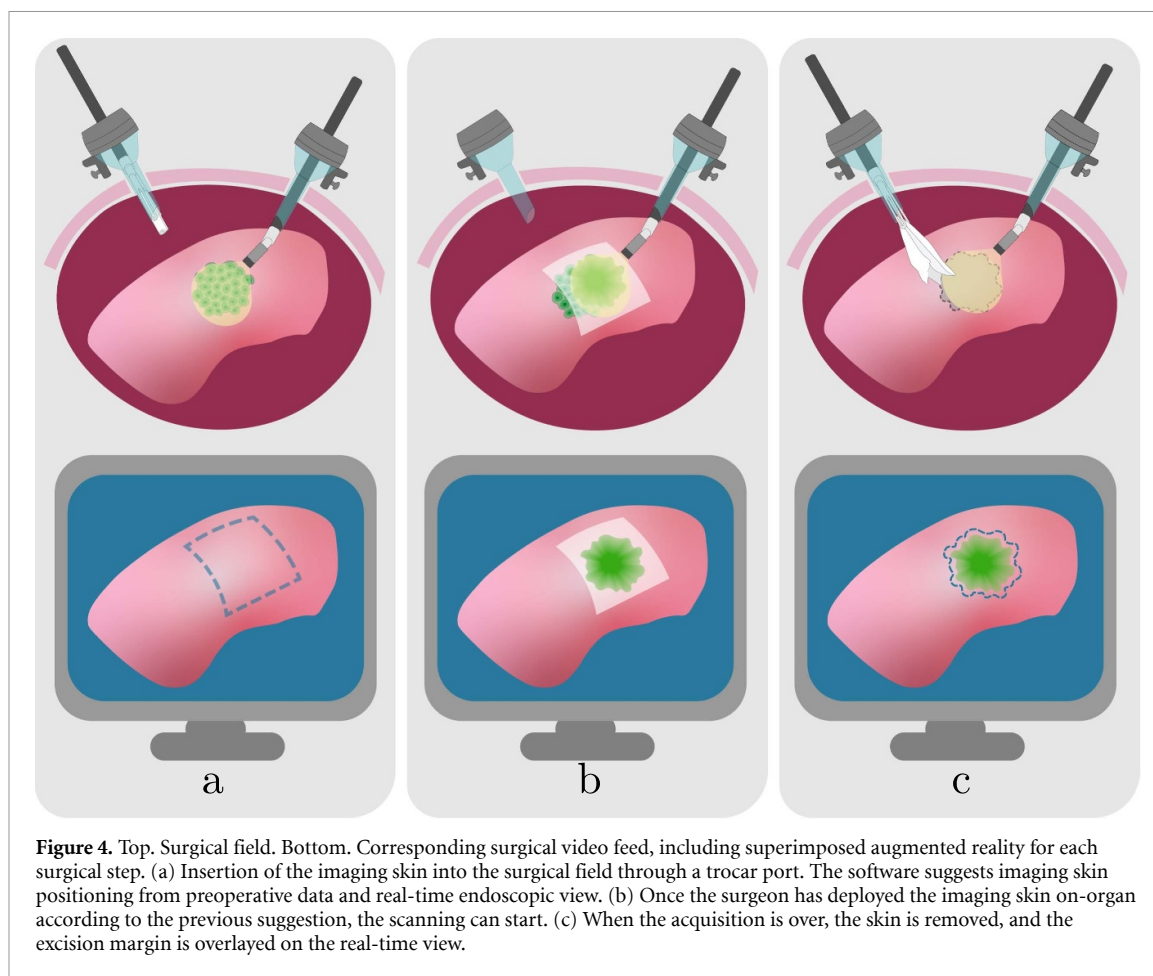 a
b
c
Figure 4. Top. Surgical field. Bottom. Corresponding surgical video feed, including superimposed augmented reality for each
surgical step. (a) Insertion of the imaging skin into the surgical field through a trocar port. The software suggests imaging skin
positioning from preoperative data and real-time endoscopic view. (b) Once the surgeon has deployed the imaging skin on-organ
according to the previous suggestion, the scanning can start. (c) When the acquisition is over, the skin is removed, and the
excision margin is overlayed on the real-time view.